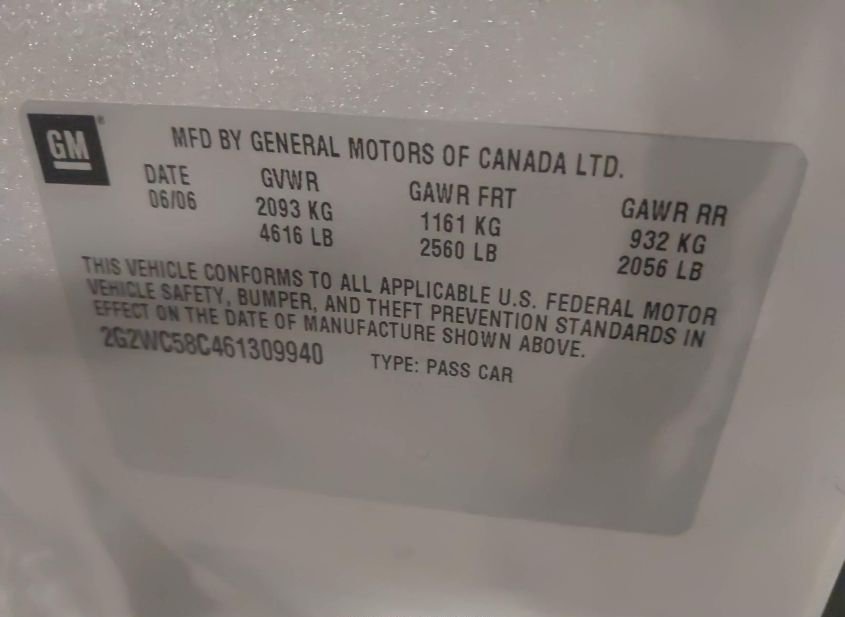 GM
MFD BY GENERAL MOTORS OF CANADA LTD.
DATE GVWR GAWR FRT GAWR RR
06/06 2093 KG 1161 KG 932 KG
4616 LB 2560 LB 2056 LB
THIS VEHICLE CONFORMS TO ALL APPLICABLE U.S. FEDERAL MOTOR
VEHICLE SAFETY, BUMPER, AND THEFT PREVENTION STANDARDS IN
EFFECT ON THE DATE OF MANUFACTURE SHOWN ABOVE.
2G2WC58C461309940 TYPE: PASS CAR